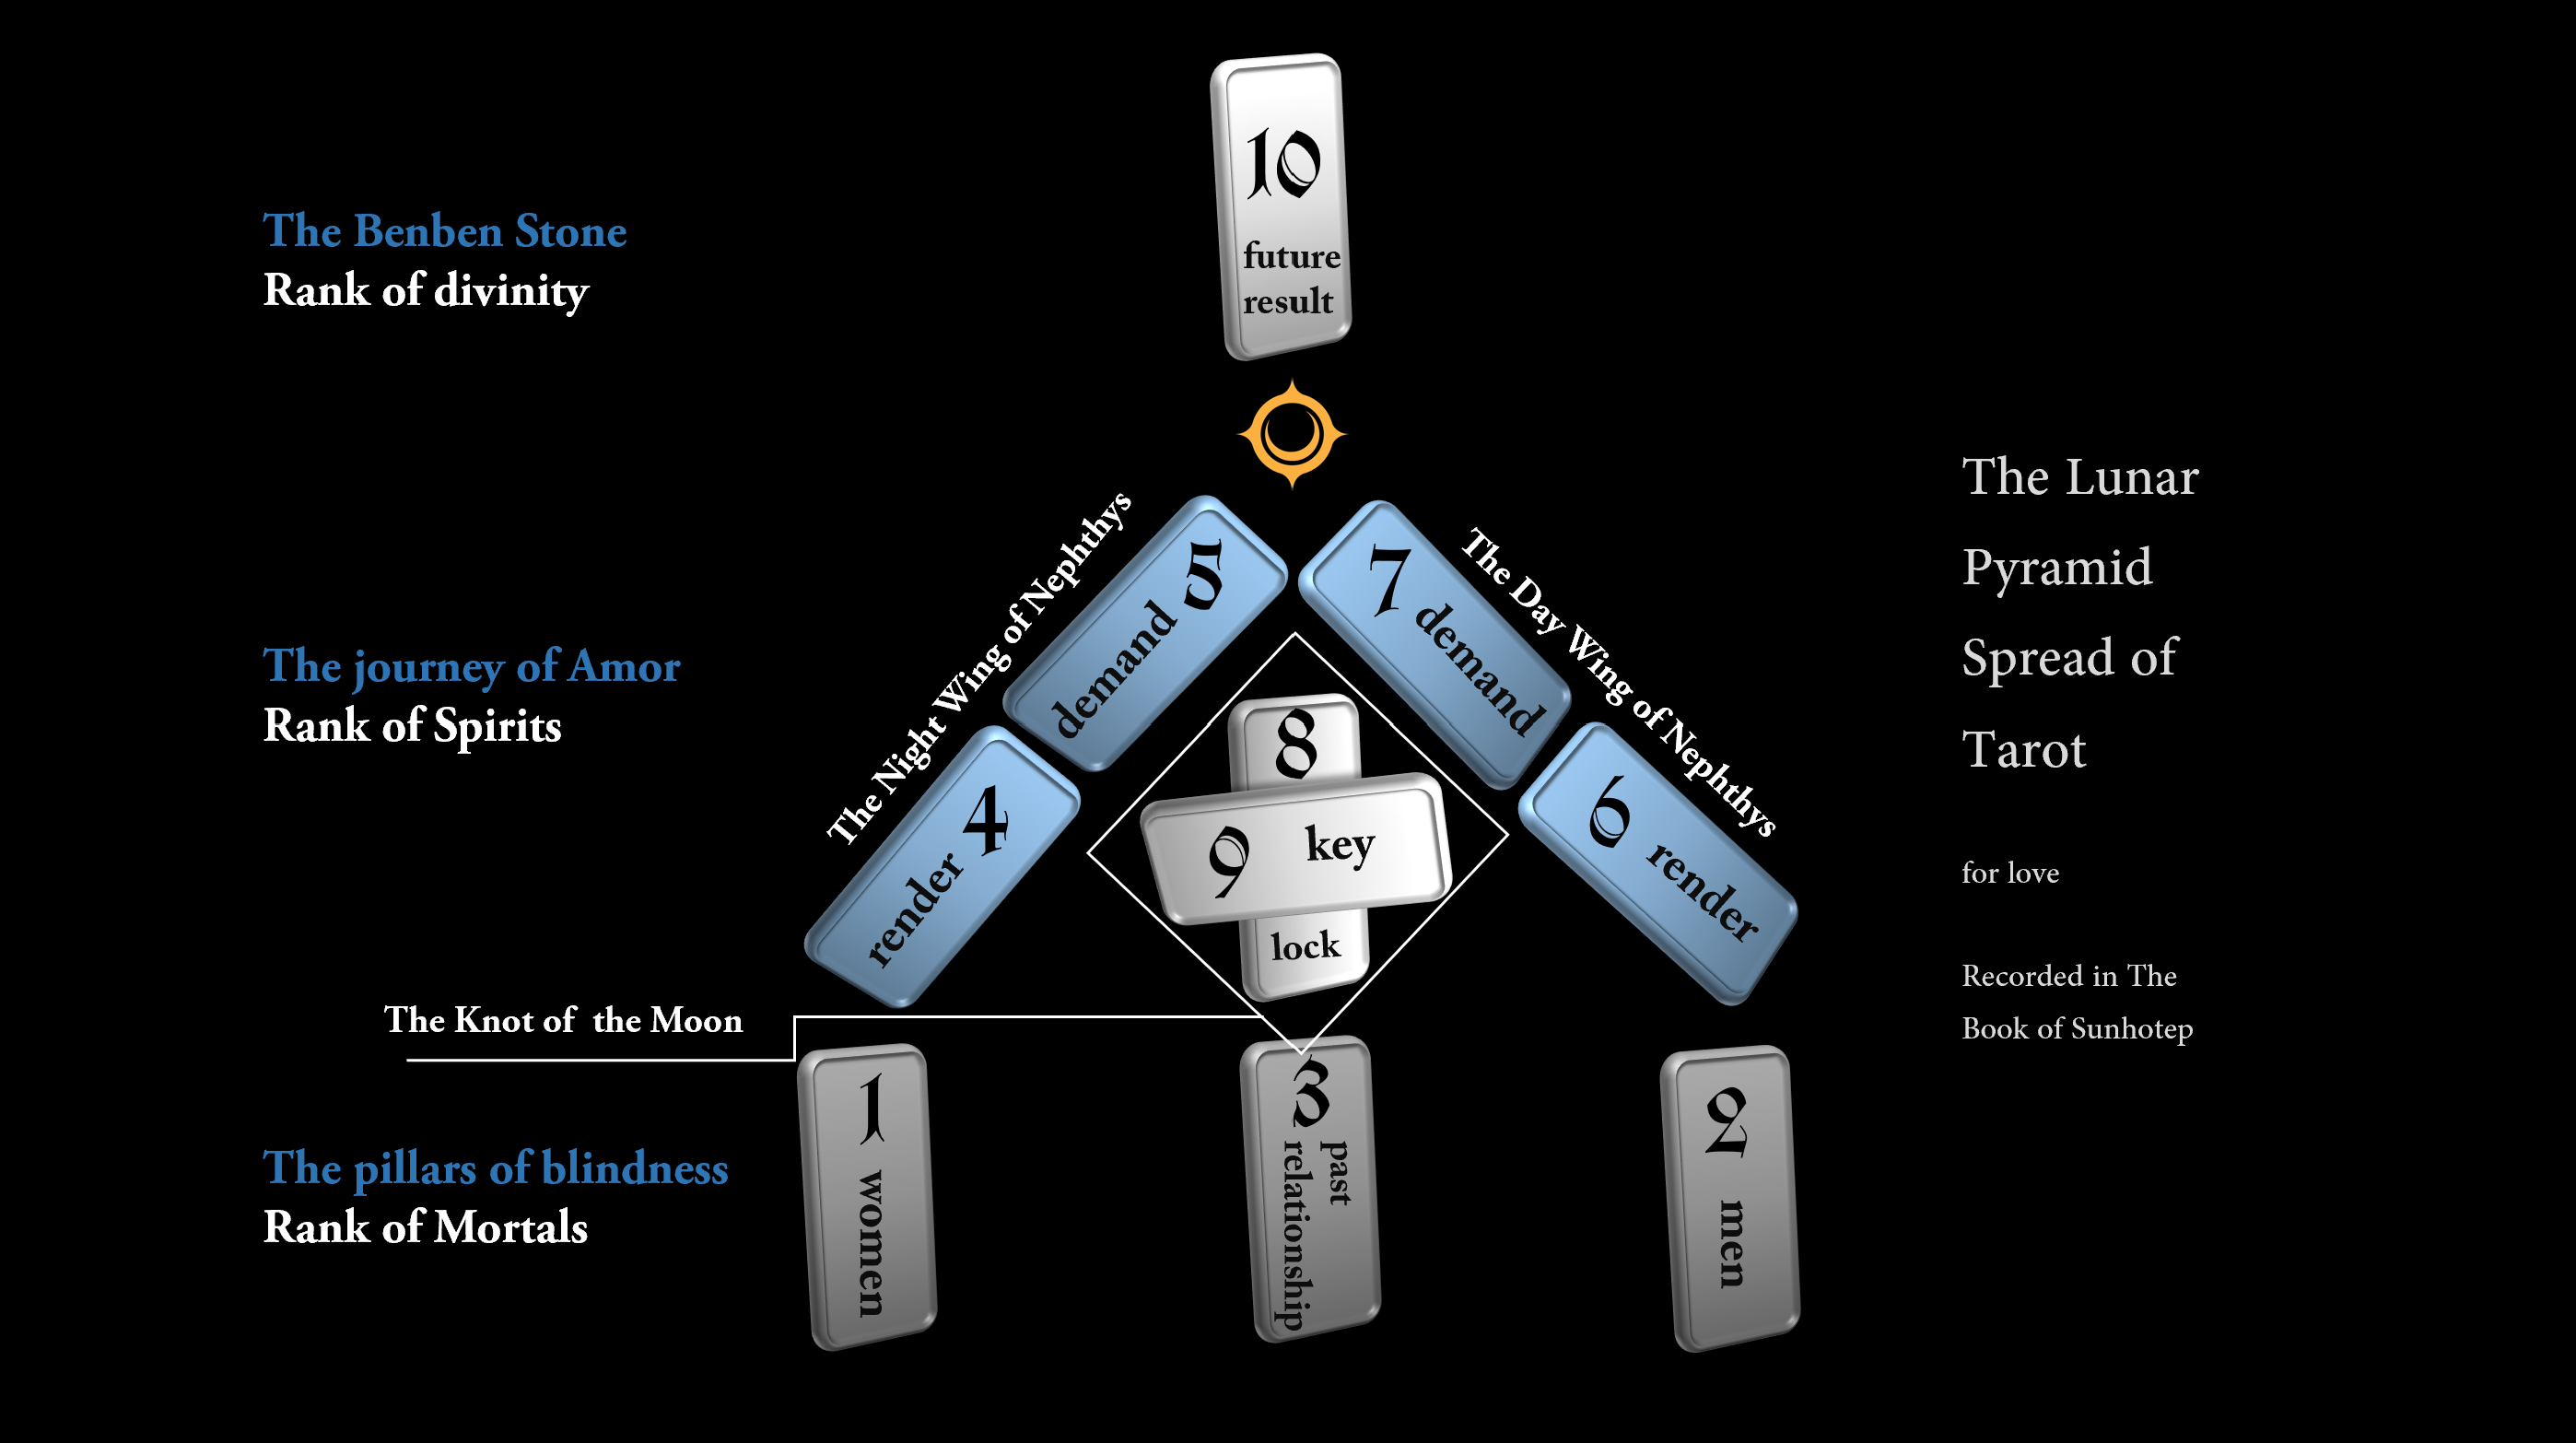 10
future
result
The Benben Stone
Rank of divinity
The Night Wing of Nephthys
The Day Wing of Nephthys
5 demand
7 demand
4 render
6 render
8
9 key
lock
The journey of Amor
Rank of Spirits
The Knot of the Moon
1 women
3 past
relationship
2 men
The pillars of blindness
Rank of Mortals
The Lunar
Pyramid
Spread of
Tarot
for love
Recorded in The
Book of Sunhotep